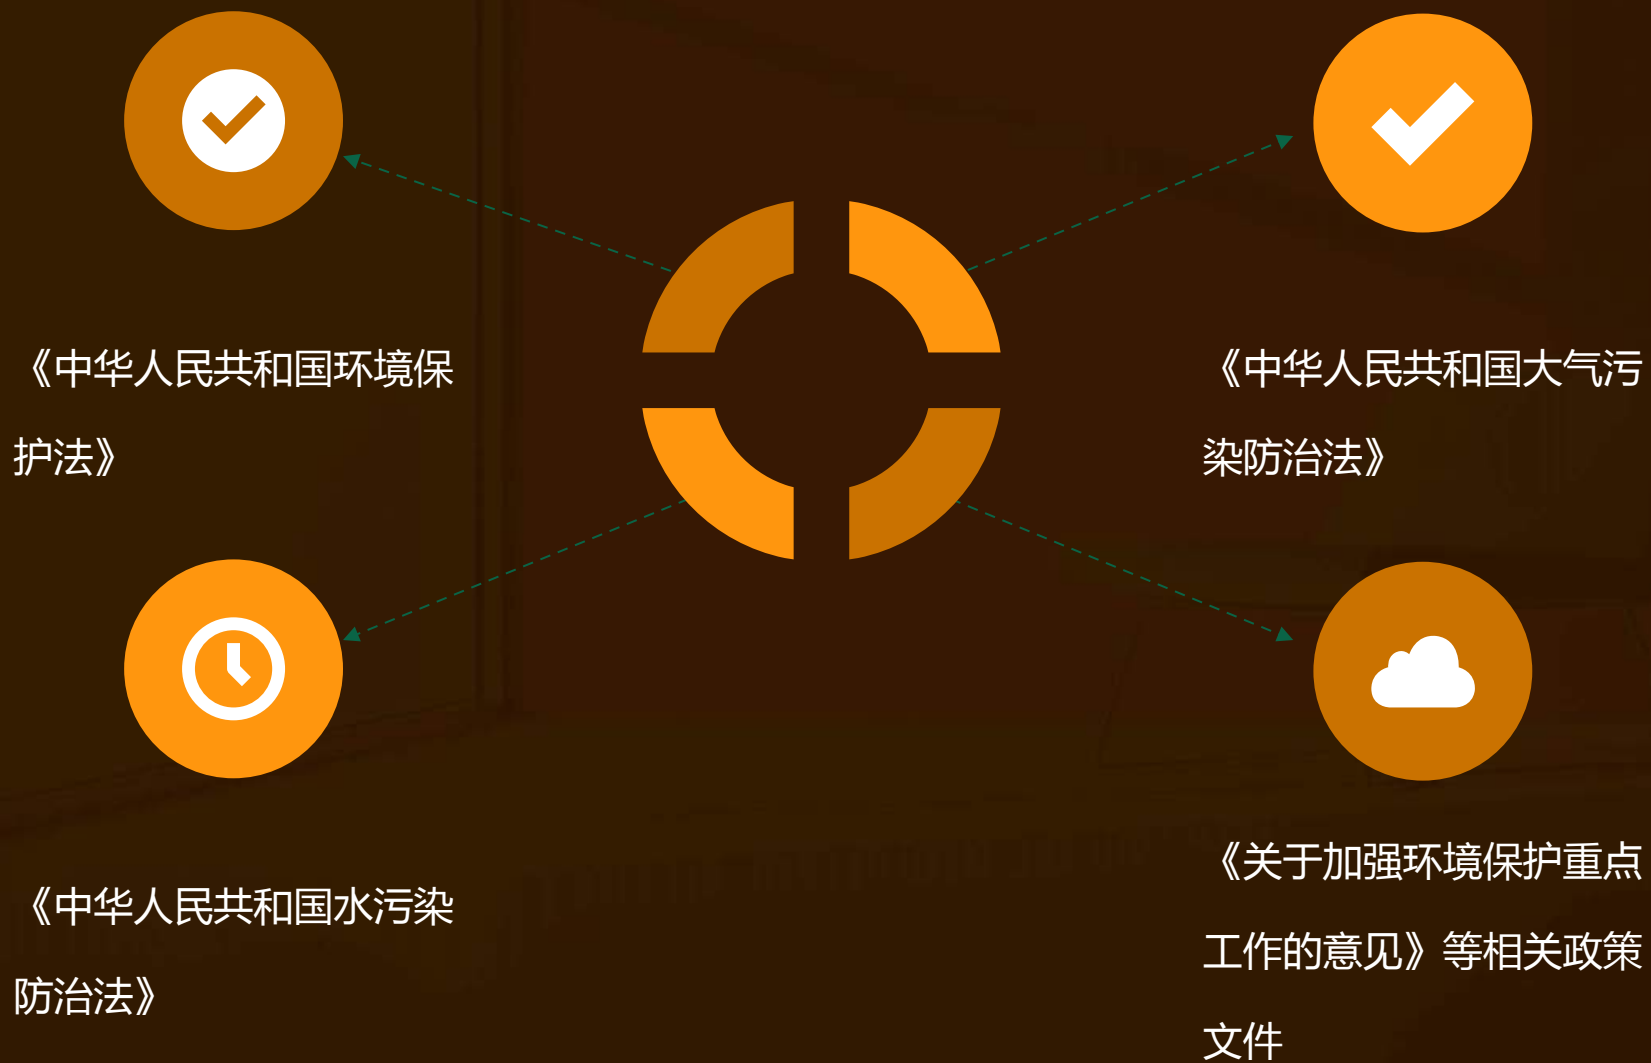 《中华人民共和国环境保
护法》
《中华人民共和国大气污
染防治法》
《中华人民共和国水污染
防治法》
《关于加强环境保护重点
工作的意见》等相关政策
文件